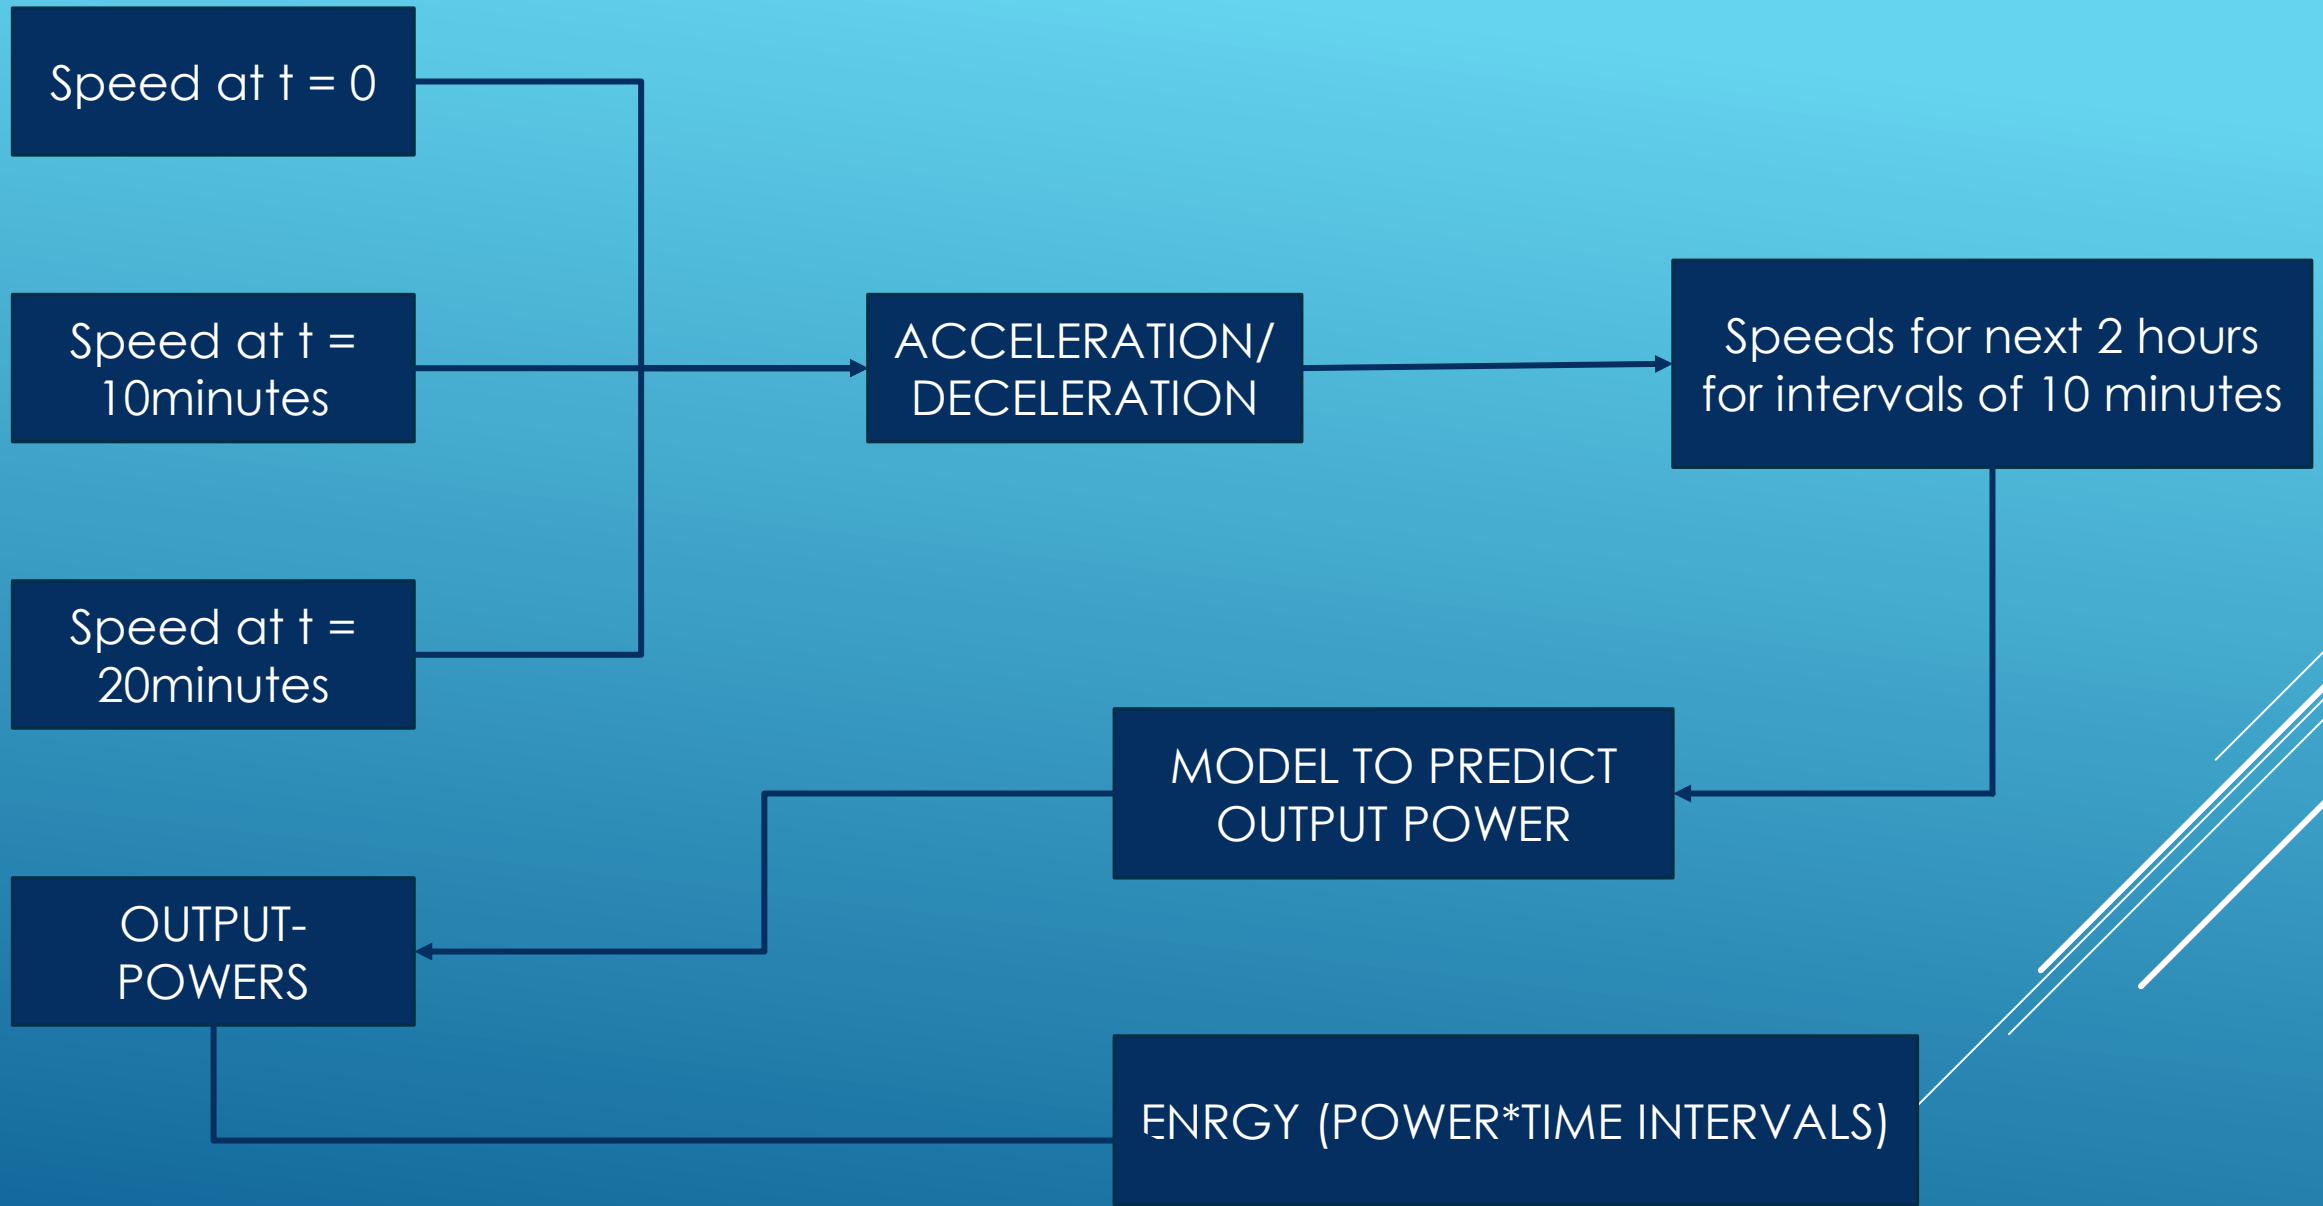 Speed at t = 0
Speed at t =
10minutes
ACCELERATION/
DECELERATION
Speeds for next 2 hours
for intervals of 10 minutes
Speed at t =
20minutes
MODEL TO PREDICT
OUTPUT POWER
OUTPUT-
POWERS
ENRGY (POWER*TIME INTERVALS)